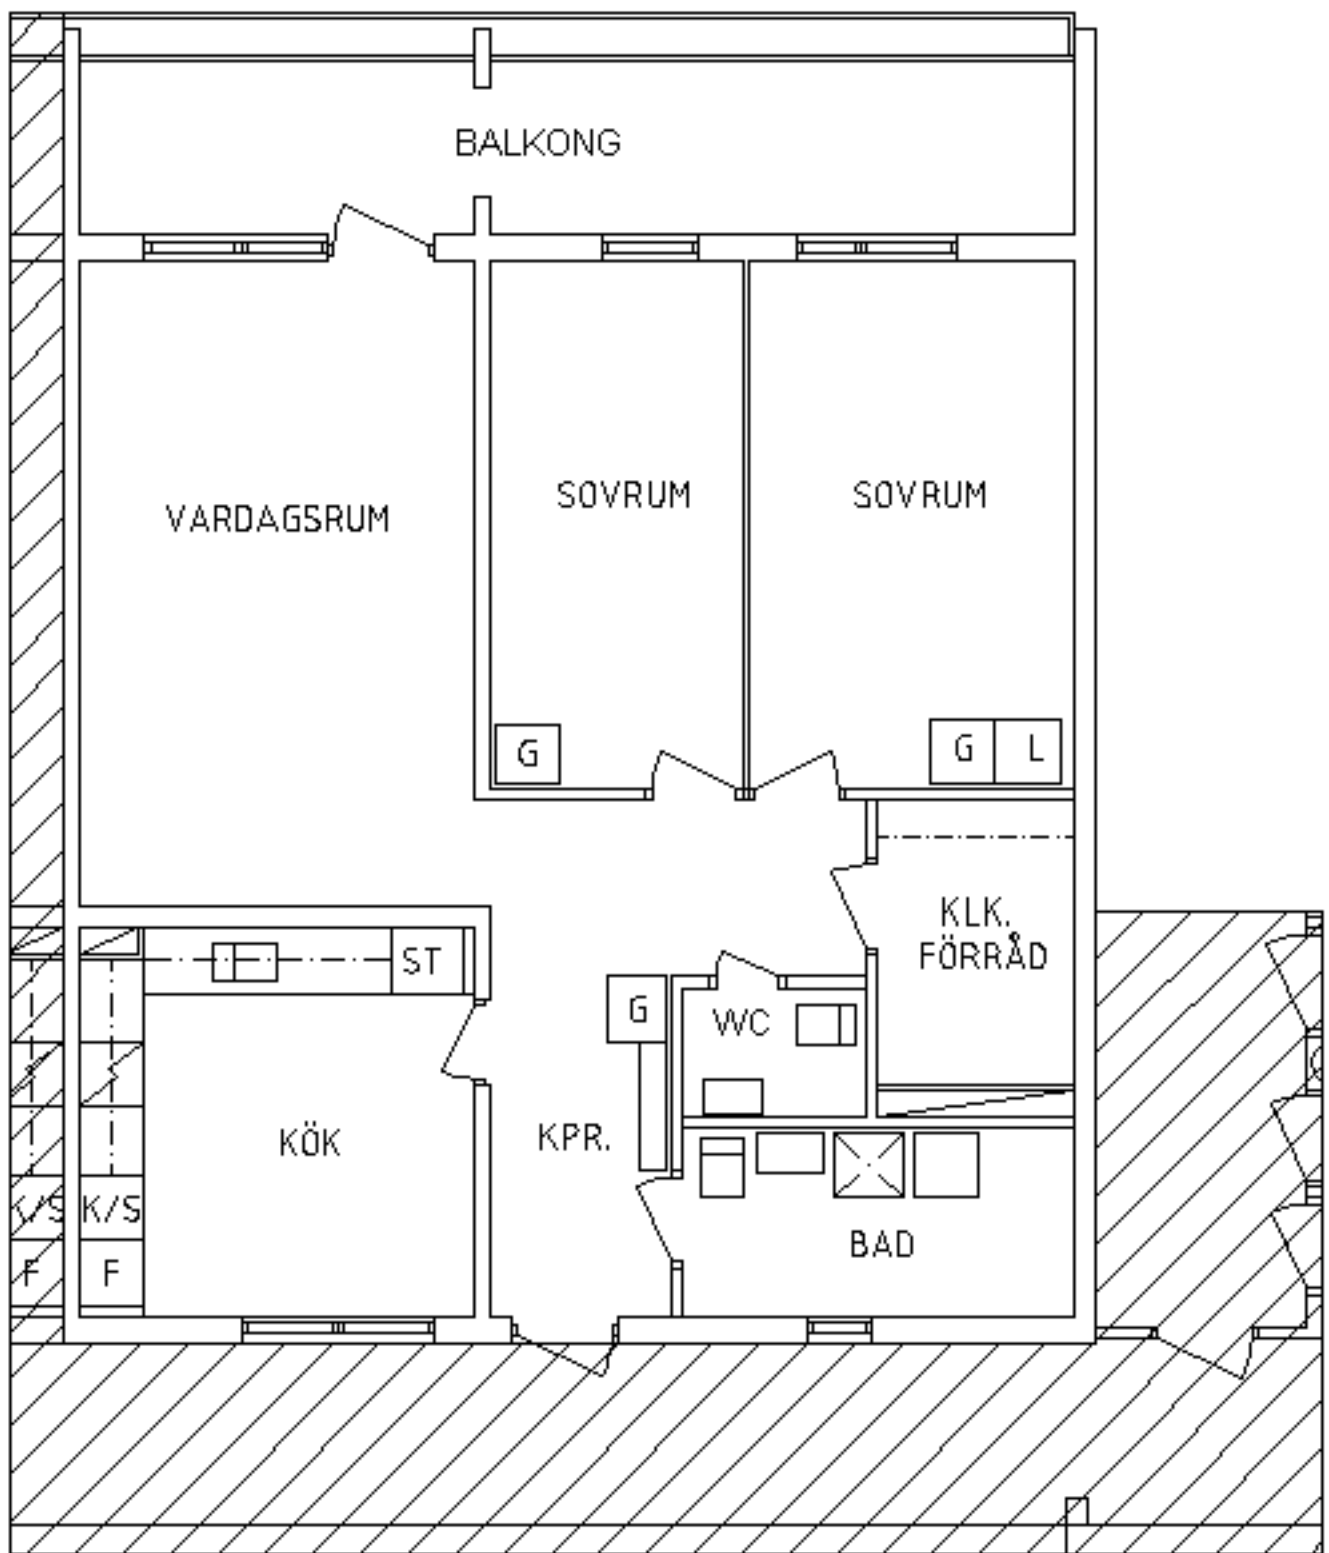 BALKONG
VARDAGSRUM
SOVRUM
SOVRUM
G
G L
KLK.
FÖRRÅD
ST
G
WC
KÖK
KPR.
K/S
K/S
BAD
F
F